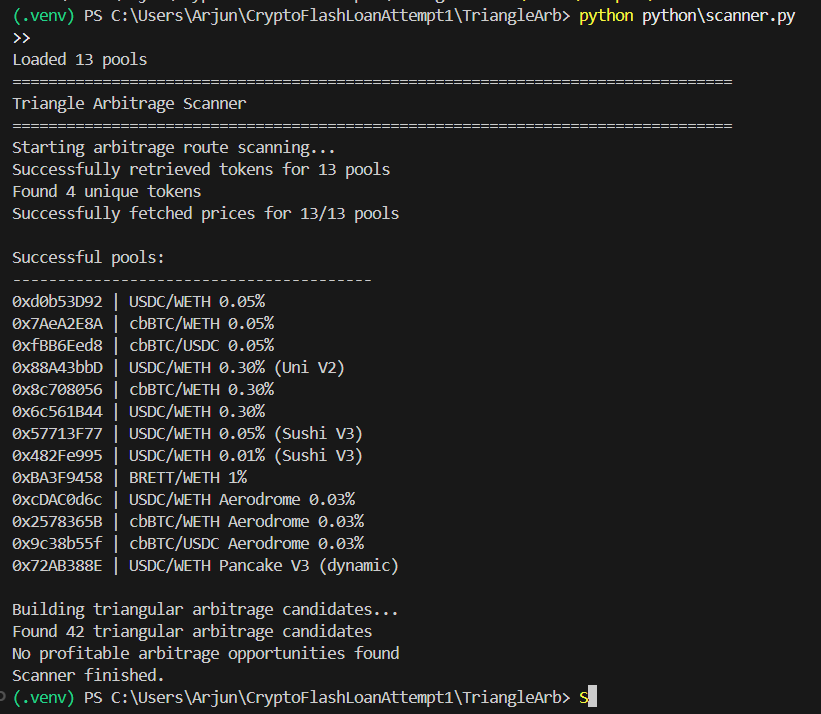 (.venv) PS C:\Users\Arjun\CryptoFlashLoanAttempt1\TriangleArb> python python\scanner.py
>>
Loaded 13 pools
================================================================================
Triangle Arbitrage Scanner
================================================================================
Starting arbitrage route scanning...
Successfully retrieved tokens for 13 pools
Found 4 unique tokens
Successfully fetched prices for 13/13 pools
Successful pools:
----------------------------------------
0xd0b53D92 | USDC/WETH 0.05%
0x7AeA2E8A | cbBTC/WETH 0.05%
0xfBB6Eed8 | cbBTC/USDC 0.05%
0x88A43bbD | USDC/WETH 0.30% (Uni V2)
0x8c708056 | cbBTC/WETH 0.30%
0x6c561B44 | USDC/WETH 0.30%
0x57713F77 | USDC/WETH 0.05% (Sushi V3)
0x482Fe995 | USDC/WETH 0.01% (Sushi V3)
0xBA3F9458 | BRETT/WETH 1%
0xcDAC0d6c | USDC/WETH Aerodrome 0.03%
0x2578365B | cbBTC/WETH Aerodrome 0.03%
0x9c38b55f | cbBTC/USDC Aerodrome 0.03%
0x72AB388E | USDC/WETH Pancake V3 (dynamic)
Building triangular arbitrage candidates...
Found 42 triangular arbitrage candidates
No profitable arbitrage opportunities found
Scanner finished.
(.venv) PS C:\Users\Arjun\CryptoFlashLoanAttempt1\TriangleArb> S